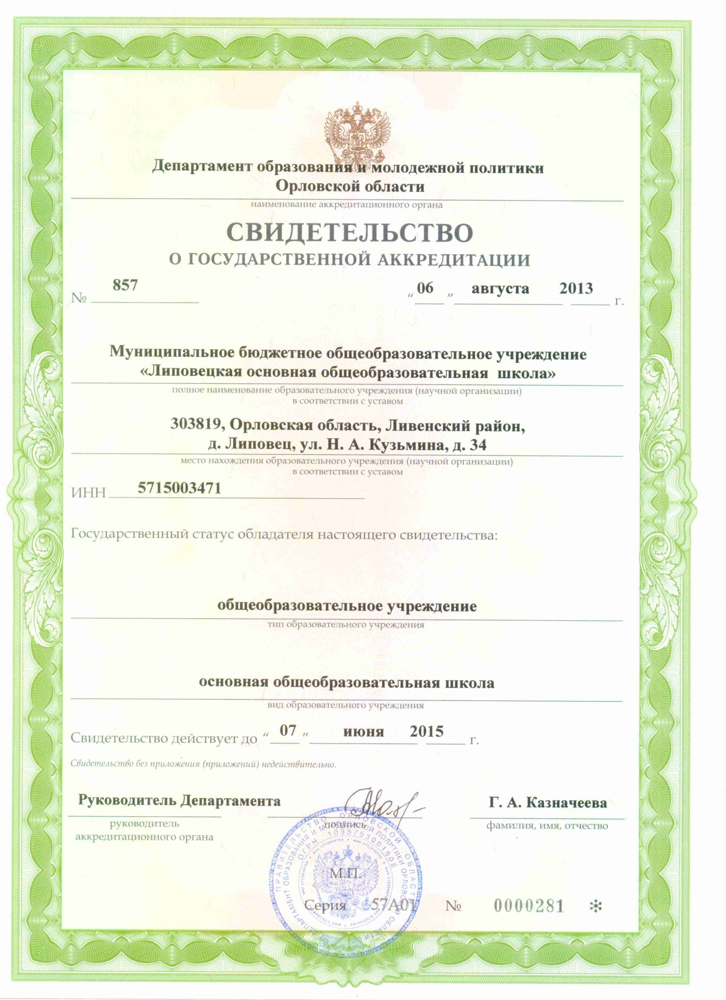 Департамент образования и молодежной политики
Орловской области
наименование аккредитационного органа
СВИДЕТЕЛЬСТВО
О ГОСУДАРСТВЕННОЙ АККРЕДИТАЦИИ
№ 857 „ 06 „ августа 2013 г.
Муниципальное бюджетное общеобразовательное учреждение
«Липовецкая основная общеобразовательная школа»
полное наименование образовательного учреждения (научной организации)
в соответствии с уставом
303819, Орловская область, Ливенский район,
д. Липовец, ул. Н. А. Кузьмина, д. 34
место нахождения образовательного учреждения (научной организации)
в соответствии с уставом
ИНН 5715003471
Государственный статус обладателя настоящего свидетельства:
общеобразовательное учреждение
тип образовательного учреждения
основная общеобразовательная школа
вид образовательного учреждения
Свидетельство действует до “ 07 ” июня 2015 г.
Свидетельство без приложения (приложений) недействительно.
Руководитель Департамента Г. А. Казначеева
руководитель
аккредитационного органа
подпись
фамилия, имя, отчество
ПРАВИТЕЛЬСТВО ОРЛОВСКОЙ ОБЛАСТИ
ДЕПАРТАМЕНТ ОБРАЗОВАНИЯ И МОЛОДЕЖНОЙ ПОЛИТИКИ ОРЛОВСКОЙ ОБЛАСТИ
ОГРН 1095753001508
М.П.
Серия 57А01 № 0000281 *